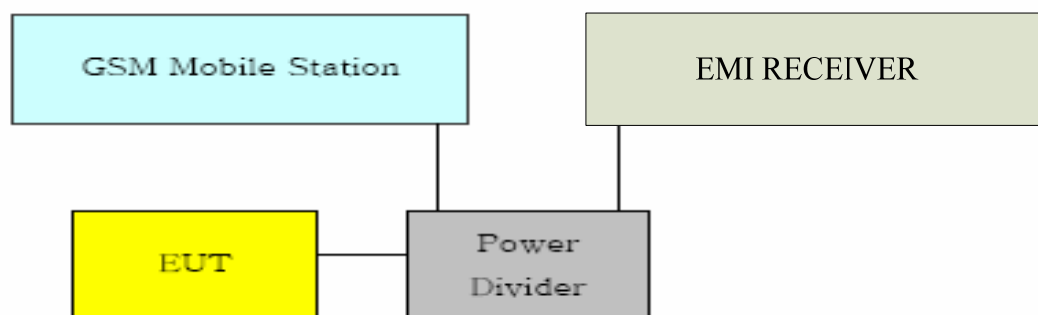 GSM Mobile Station
EMI RECEIVER
EUT
Power
Divider